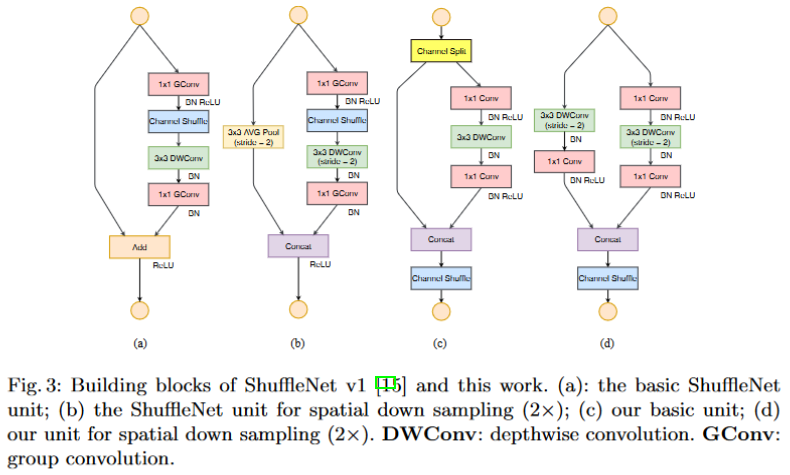 1x1 GConv
BN ReLU
Channel Shuffle
3x3 DWConv
BN
1x1 GConv
BN
Add
ReLU
(a)
1x1 GConv
BN ReLU
Channel Shuffle
3x3 AVG Pool
(stride = 2)
3x3 DWConv
(stride = 2)
BN
1x1 GConv
BN
Concat
ReLU
(b)
Channel Split
1x1 Conv
BN ReLU
3x3 DWConv
BN
1x1 Conv
BN ReLU
Concat
Channel Shuffle
(c)
3x3 DWConv
(stride = 2)
BN
1x1 Conv
BN ReLU
1x1 Conv
BN ReLU
3x3 DWConv
(stride = 2)
BN
1x1 Conv
BN ReLU
Concat
Channel Shuffle
(d)
Fig. 3: Building blocks of ShuffleNet v1 [15] and this work. (a): the basic ShuffleNet
unit; (b) the ShuffleNet unit for spatial down sampling (2×); (c) our basic unit; (d)
our unit for spatial down sampling (2×). DWConv: depthwise convolution. GConv:
group convolution.